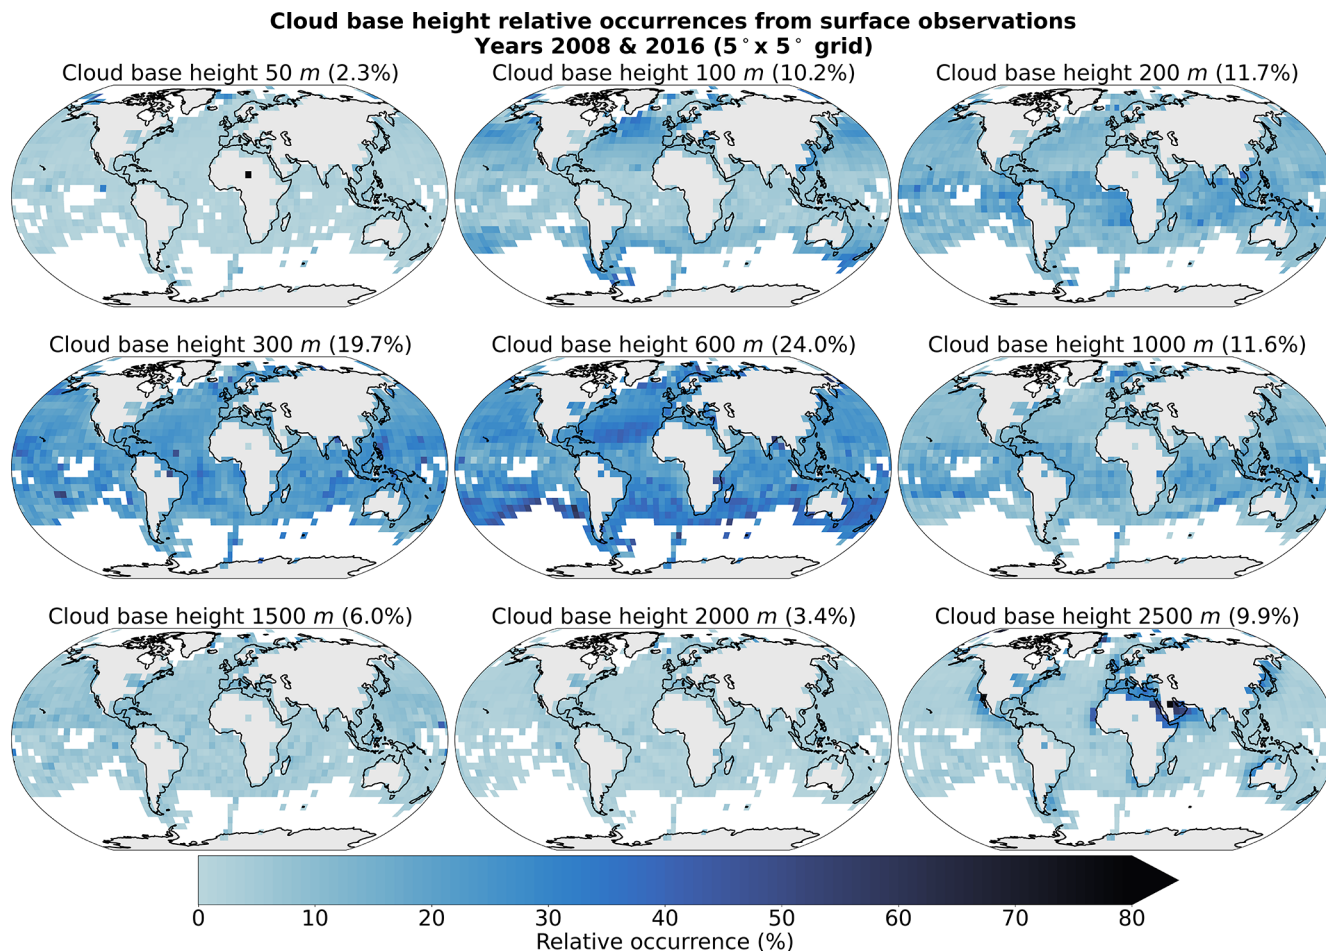 Cloud base height relative occurrences from surface observations
Years 2008 & 2016 (5°x 5° grid)
Cloud base height 50 m (2.3%)
Cloud base height 100 m (10.2%)
Cloud base height 200 m (11.7%)
Cloud base height 300 m (19.7%)
Cloud base height 600 m (24.0%)
Cloud base height 1000 m (11.6%)
Cloud base height 1500 m (6.0%)
Cloud base height 2000 m (3.4%)
Cloud base height 2500 m (9.9%)
0 10 20 30 40 50 60 70 80
Relative occurrence (%)